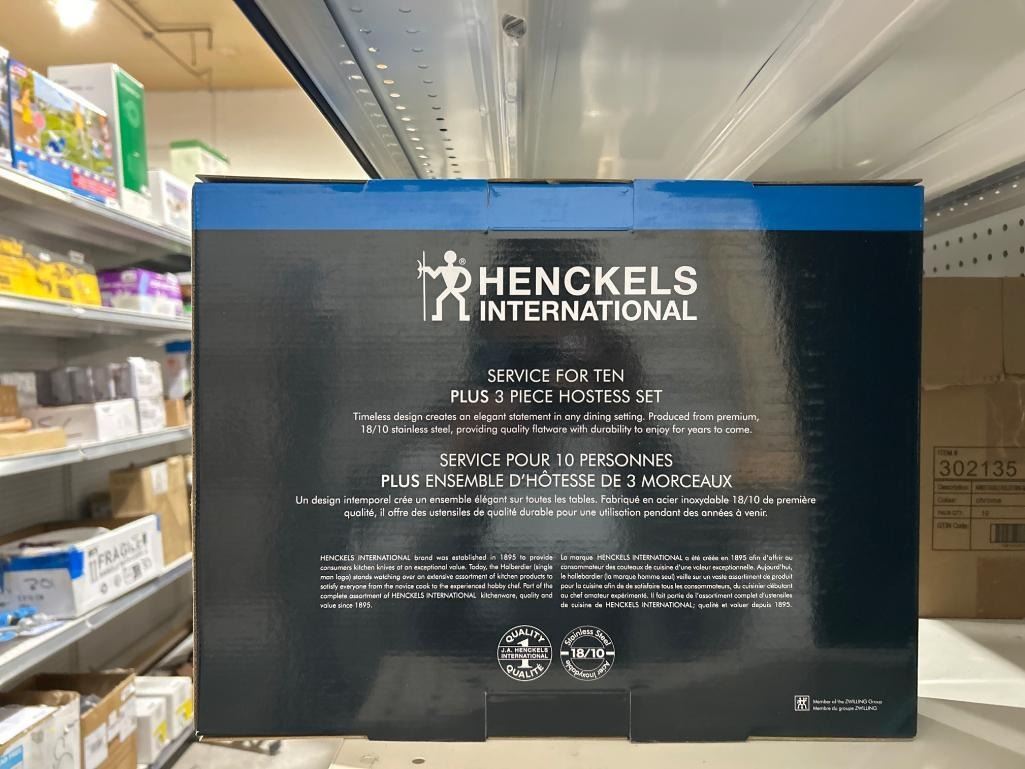 HENCKELS
INTERNATIONAL
SERVICE FOR TEN
PLUS 3 PIECE HOSTESS SET
Timeless design creates an elegant statement in any dining setting. Produced from premium,
18/10 stainless steel, providing quality flatware with durability to enjoy for years to come.
SERVICE POUR 10 PERSONNES
PLUS ENSEMBLE D'HÔTESSE DE 3 MORCEAUX
Un design intemporel crée un ensemble élégant sur toutes les tables. Fabriqué en acier inoxydable 18/10 de première
qualité, il offre des ustensiles de qualité durable pour une utilisation pendant des années à venir.
HENCKELS INTERNATIONAL brand was established in 1895 to provide
consumers kitchen knives at an exceptional value. Today, the Halberdier (single
man logo) stands watching over an extensive assortment of kitchen products to
satisfy everyone from the novice cook to the experienced hobby chef. Part of the
complete assortment of HENCKELS INTERNATIONAL kitchenware, quality and
value since 1895.
La marque HENCKELS INTERNATIONAL a été créée en 1895 afin d'offrir au
consommateur des couteaux de cuisine d'une valeur exceptionnelle. Aujourd'hui,
le hallebardier (la marque homme seul) veille sur un vaste assortiment de produit
pour la cuisine afin de satisfaire tous les consommateurs, du cuisinier débutant
au chef amateur expérimenté. Il fait partie de l'assortiment complet d'ustensiles
de cuisine de HENCKELS INTERNATIONAL; qualité et valuer depuis 1895.
QUALITY
1
J.A. HENCKELS
INTERNATIONAL
QUALITÉ
Stainless Steel
18/10
Acier Inoxydable
Member of the ZWILLING Group
Membre du groupe ZWILLING
ITEM #
302135
Description
Colour: chrome
10
GTIN Code:
FRAGILE